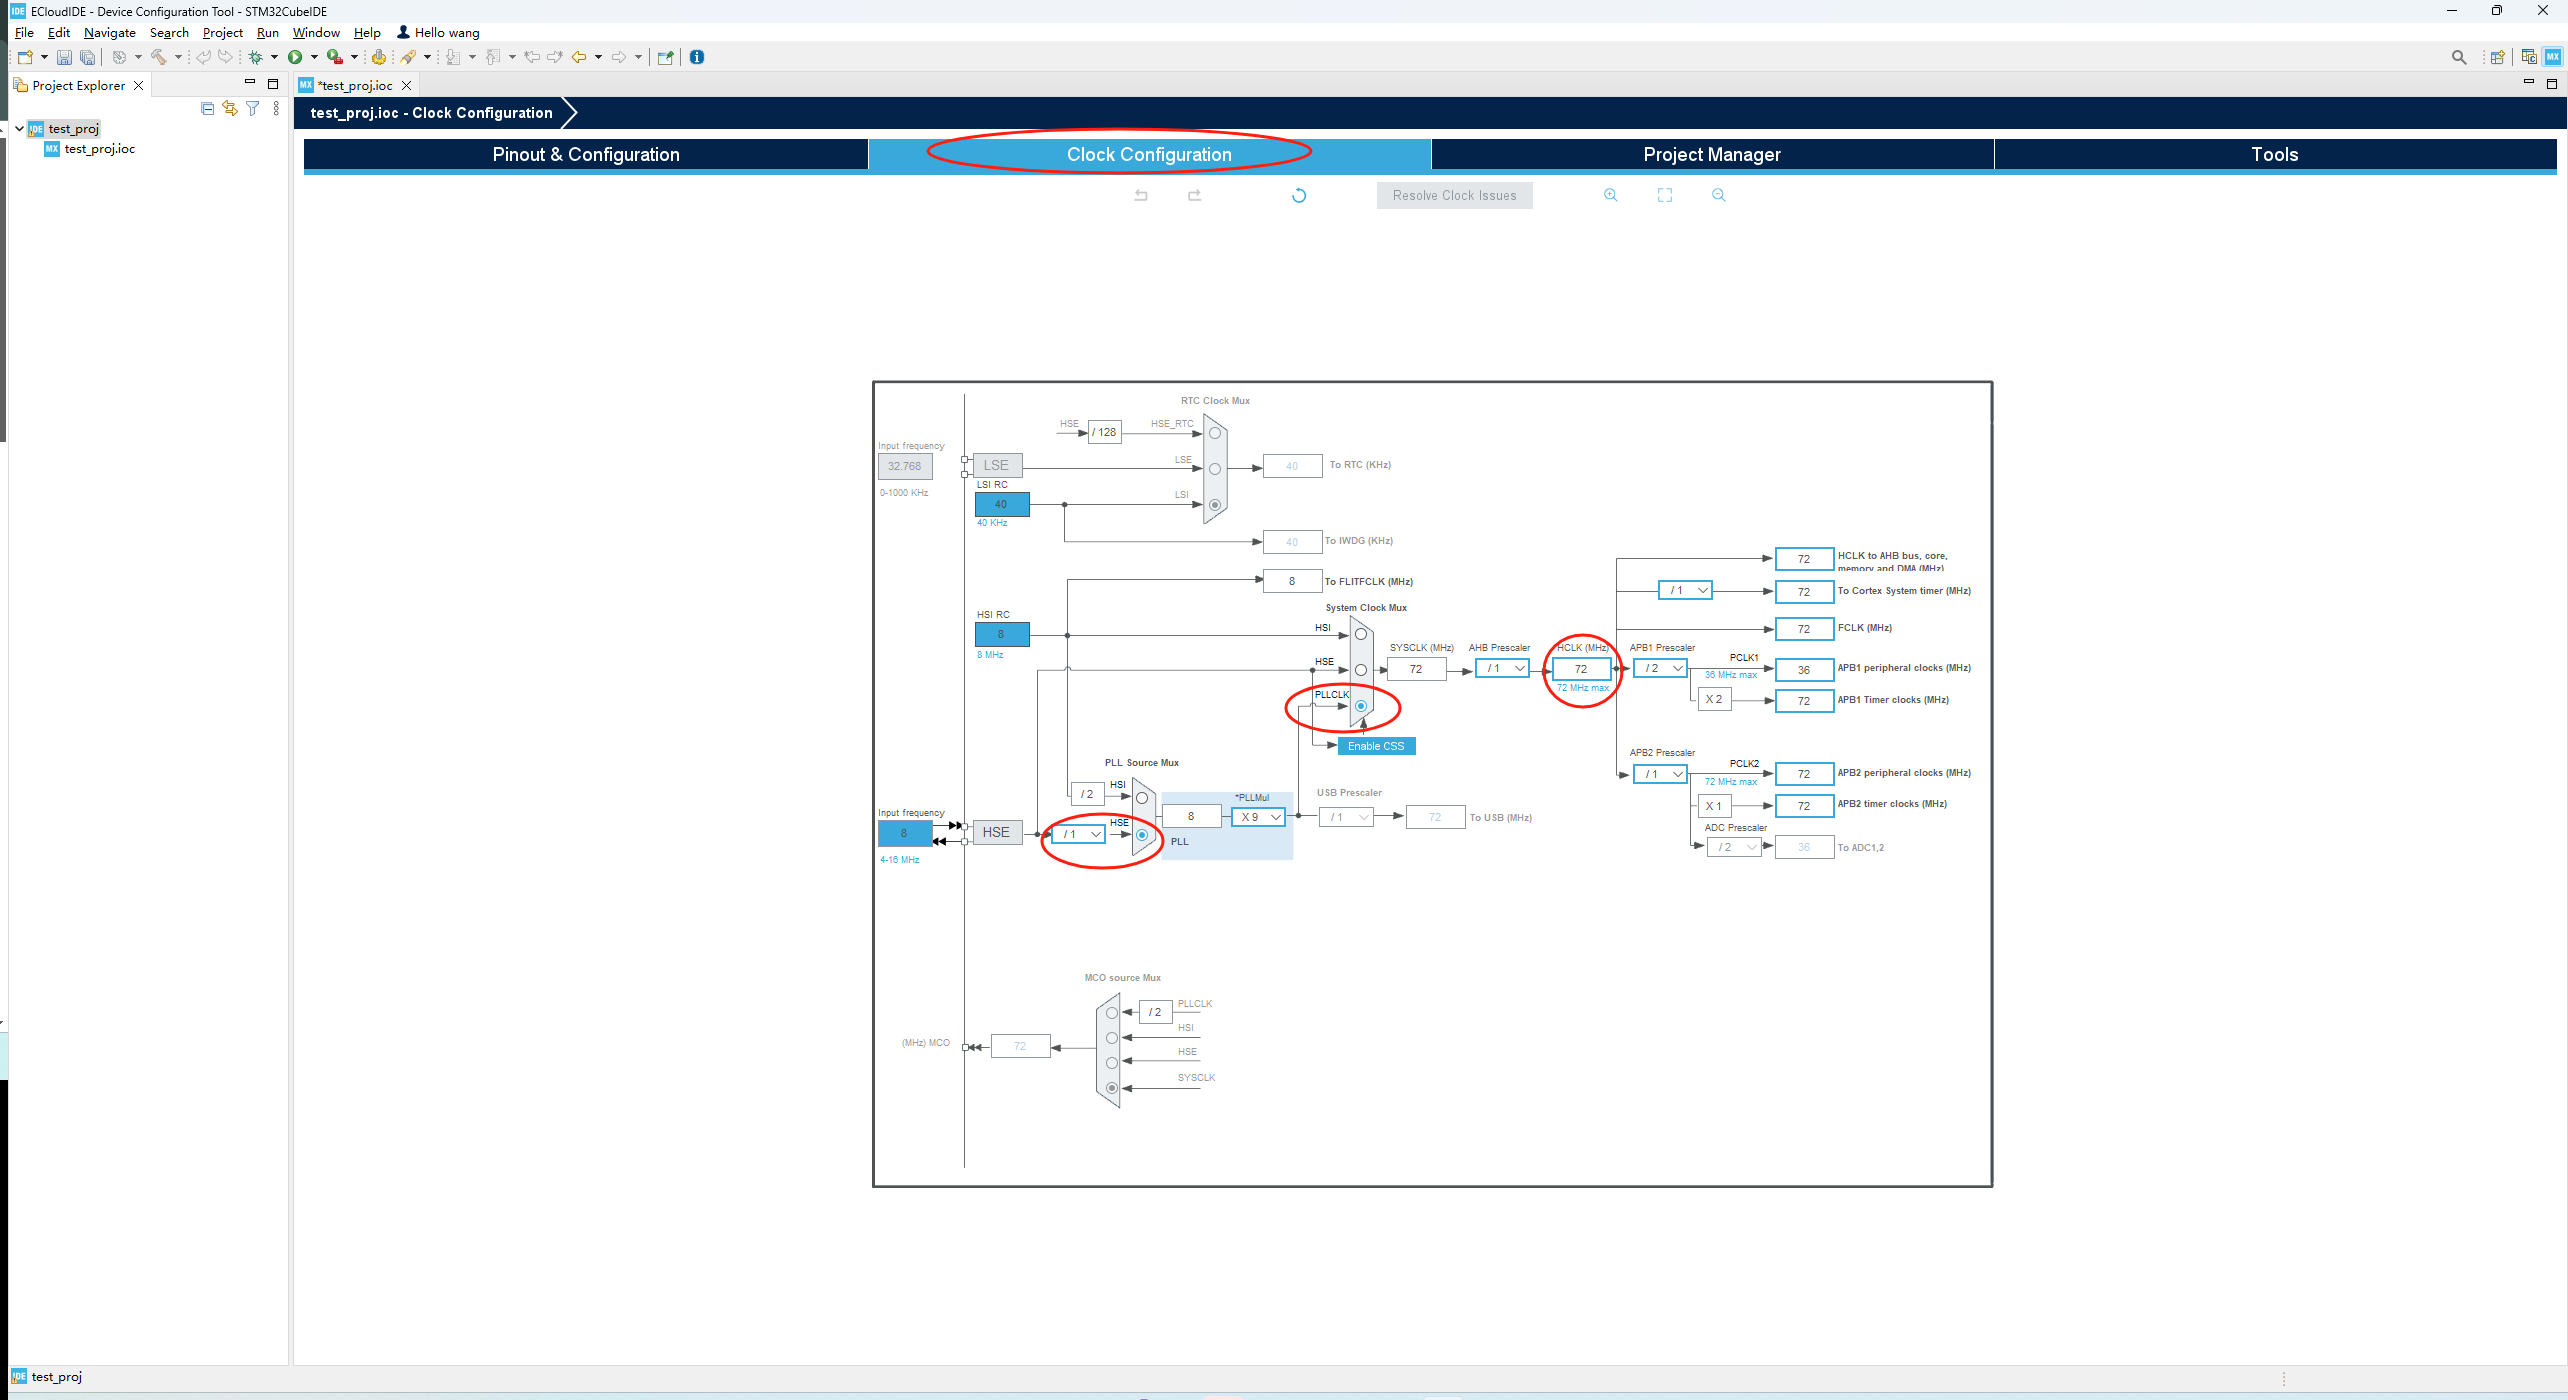 IDE ECloudIDE - Device Configuration Tool - STM32CubeIDE
File Edit Navigate Search Project Run Window Help Hello wang
Project Explorer
MX *test_proj.ioc
MX
test_proj.ioc - Clock Configuration
IDE test_proj
MX test_proj.ioc
Pinout & Configuration
Clock Configuration
Project Manager
Tools
Resolve Clock Issues
RTC Clock Mux
HSE
/ 128
HSE_RTC
Input frequency
32.768
0-1000 KHz
LSE
LSE
40
To RTC (KHz)
LSI RC
40
40 KHz
LSI
40
To IWDG (KHz)
8
To FLITFCLK (MHz)
HSI RC
8
8 MHz
System Clock Mux
HSI
HSE
PLLCLK
Enable CSS
SYSCLK (MHz)
72
AHB Prescaler
/ 1
HCLK (MHz)
72
72 MHz max
72
HCLK to AHB bus, core,
memory and DMA (MHz)
/ 1
72
To Cortex System timer (MHz)
72
FCLK (MHz)
APB1 Prescaler
/ 2
PCLK1
36 MHz max
36
APB1 peripheral clocks (MHz)
X 2
72
APB1 Timer clocks (MHz)
APB2 Prescaler
/ 1
PCLK2
72 MHz max
72
APB2 peripheral clocks (MHz)
X 1
72
APB2 timer clocks (MHz)
ADC Prescaler
/ 2
36
To ADC1,2
PLL Source Mux
/ 2
HSI
Input frequency
8
4-16 MHz
HSE
/ 1
HSE
8
PLL
*PLLMul
X 9
USB Prescaler
/ 1
72
To USB (MHz)
MCO source Mux
/ 2
PLLCLK
HSI
HSE
SYSCLK
(MHz) MCO
72
IDE test_proj